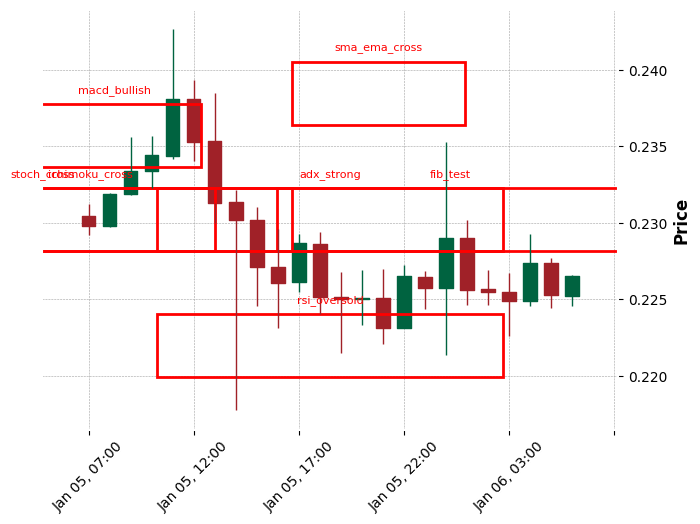 sma_ema_cross
0.240
macd_bullish
0.235
stoch_cross
ichimoku_cross
adx_strong
fib_test
0.230
Price
rsi_oversold
0.225
0.220
Jan 05, 07:00
Jan 05, 12:00
Jan 05, 17:00
Jan 05, 22:00
Jan 06, 03:00